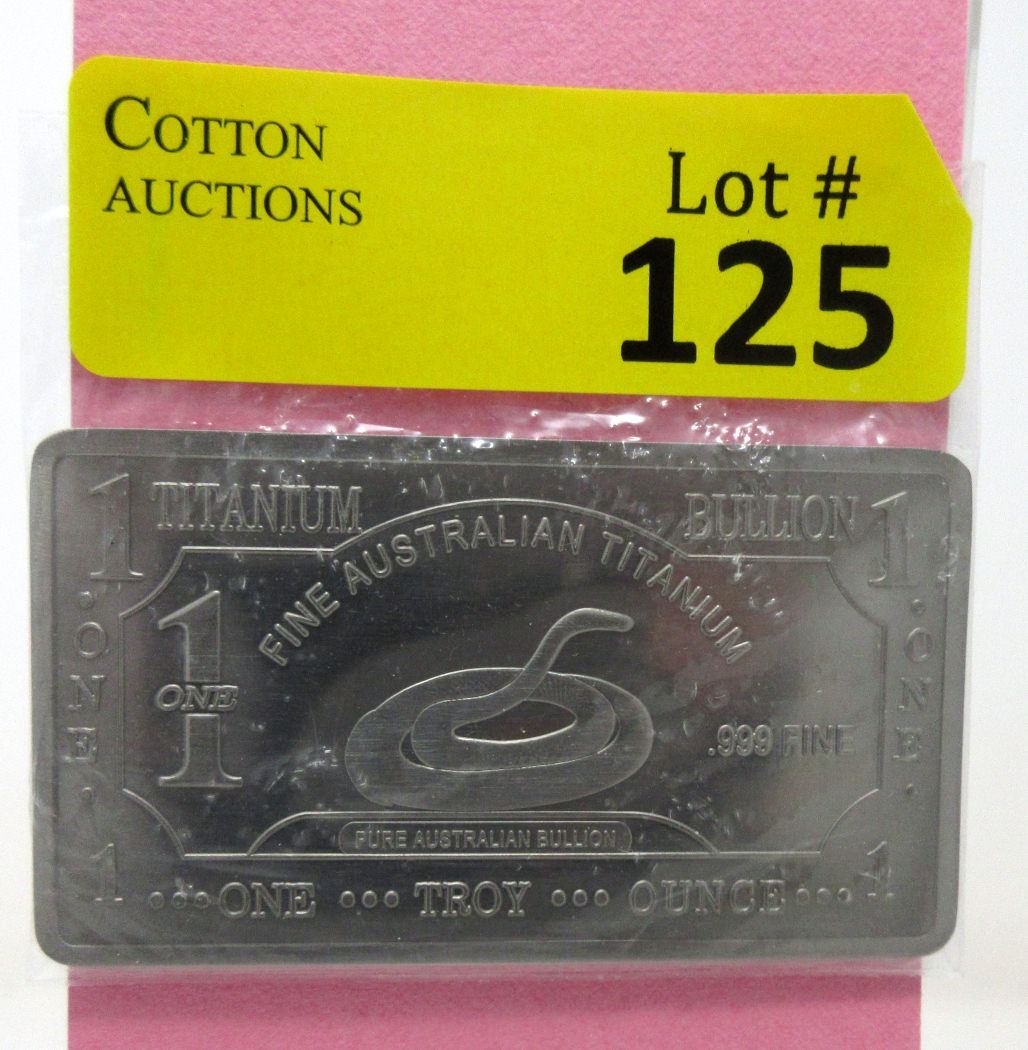 COTTON
AUCTIONS
Lot #
125
1 TITANIUM BULLION 1
FINE AUSTRALIAN TITANIUM
1
ONE
.999 FINE
• ONE •
• ONE •
PURE AUSTRALIAN BULLION
1 ••• ONE ••• TROY ••• OUNCE ••• 1